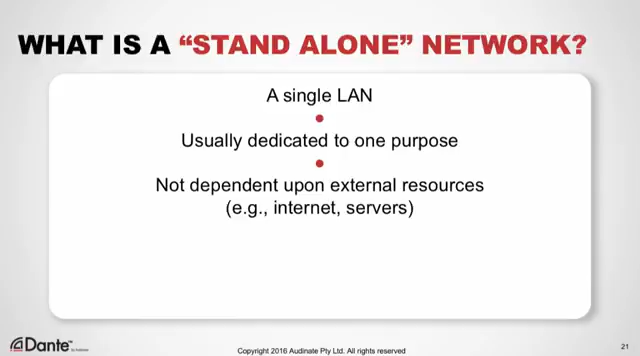 WHAT IS A “STAND ALONE” NETWORK?
A single LAN
Usually dedicated to one purpose
Not dependent upon external resources
(e.g., internet, servers)
Dante™
by Audinate
Copyright 2016 Audinate Pty Ltd. All rights reserved
21